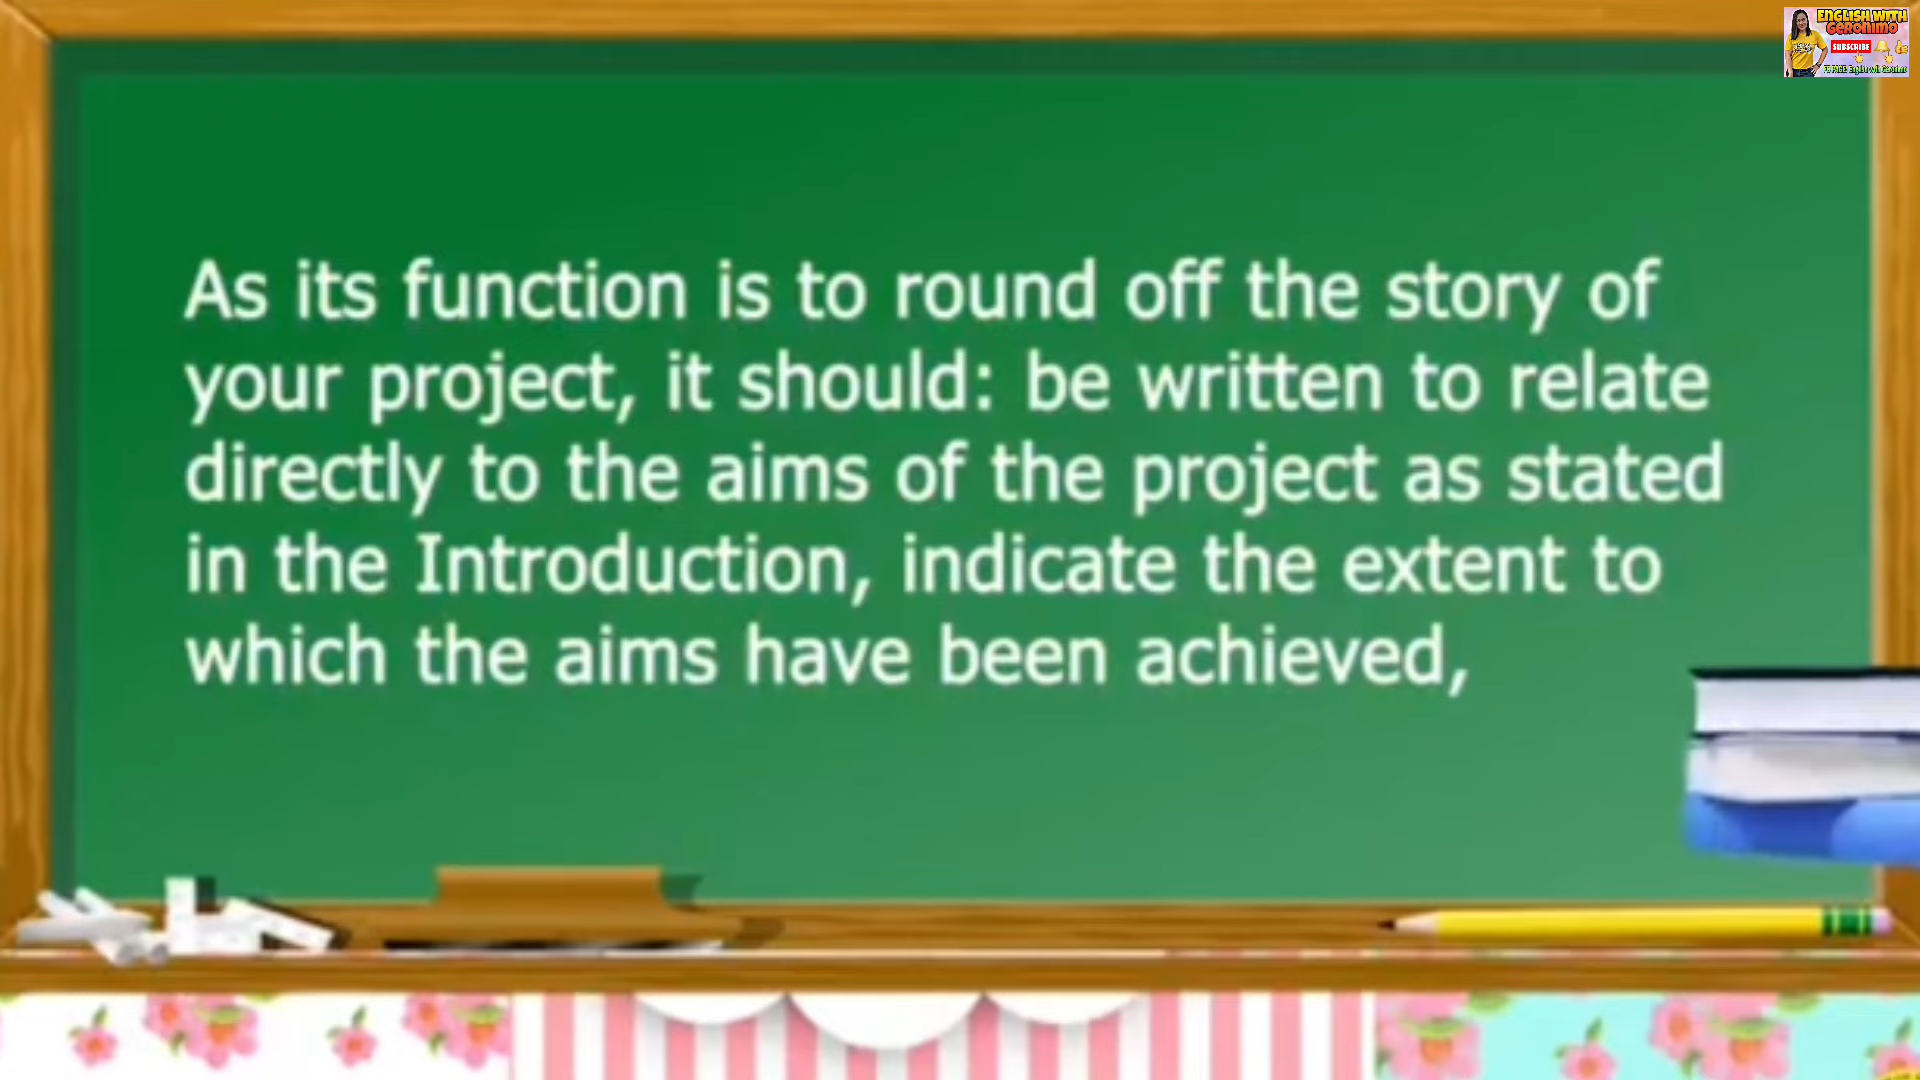 ENGLISH WITH
GERONIMO
SUBSCRIBE
As its function is to round off the story of
your project, it should: be written to relate
directly to the aims of the project as stated
in the Introduction, indicate the extent to
which the aims have been achieved,